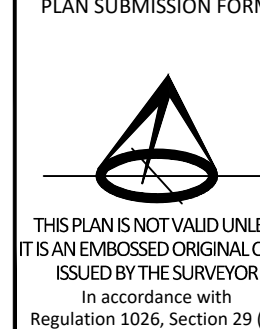 PLAN SUBMISSION FORM
THIS PLAN IS NOT VALID
IT IS AN EMBOSSED ORIGINAL
ISSUED BY THE SURVEYOR
In accordance with
Regulation 1026, Section 29 (